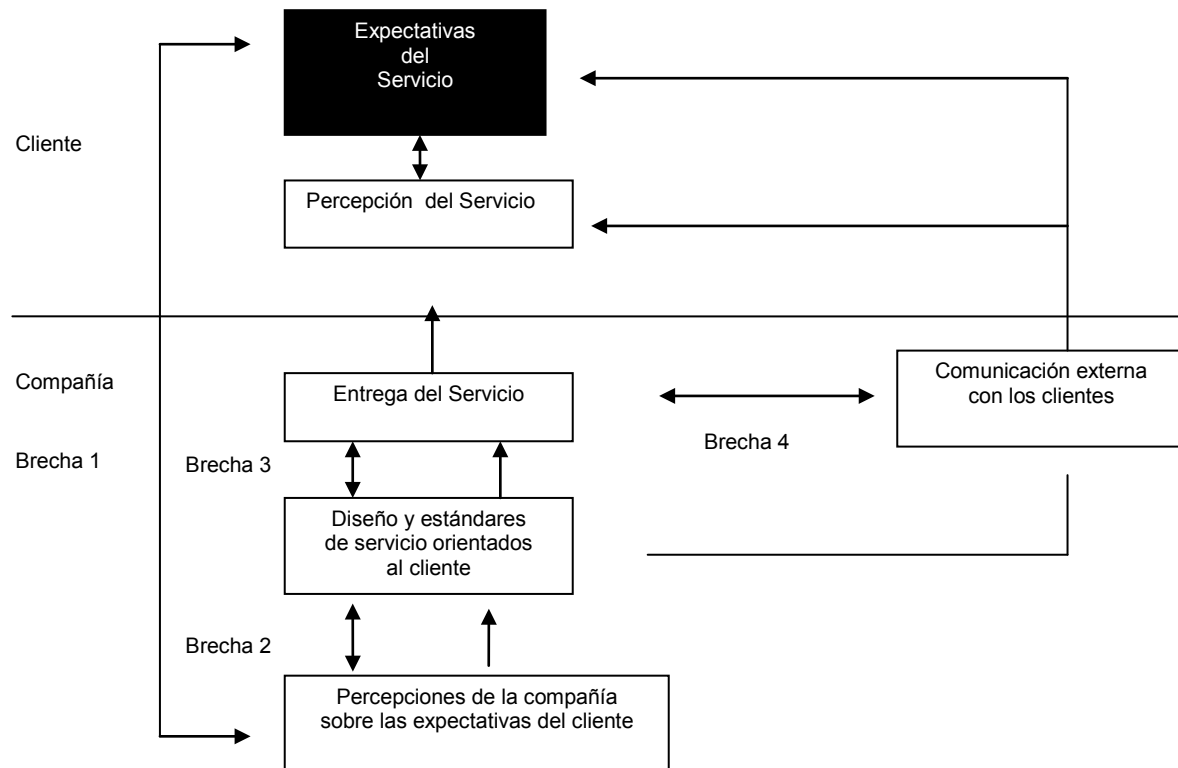 Expectativas
del
Servicio
Cliente
Percepción del Servicio
Compañía
Entrega del Servicio
Comunicación externa
con los clientes
Brecha 4
Brecha 1
Brecha 3
Diseño y estándares
de servicio orientados
al cliente
Brecha 2
Percepciones de la compañía
sobre las expectativas del cliente